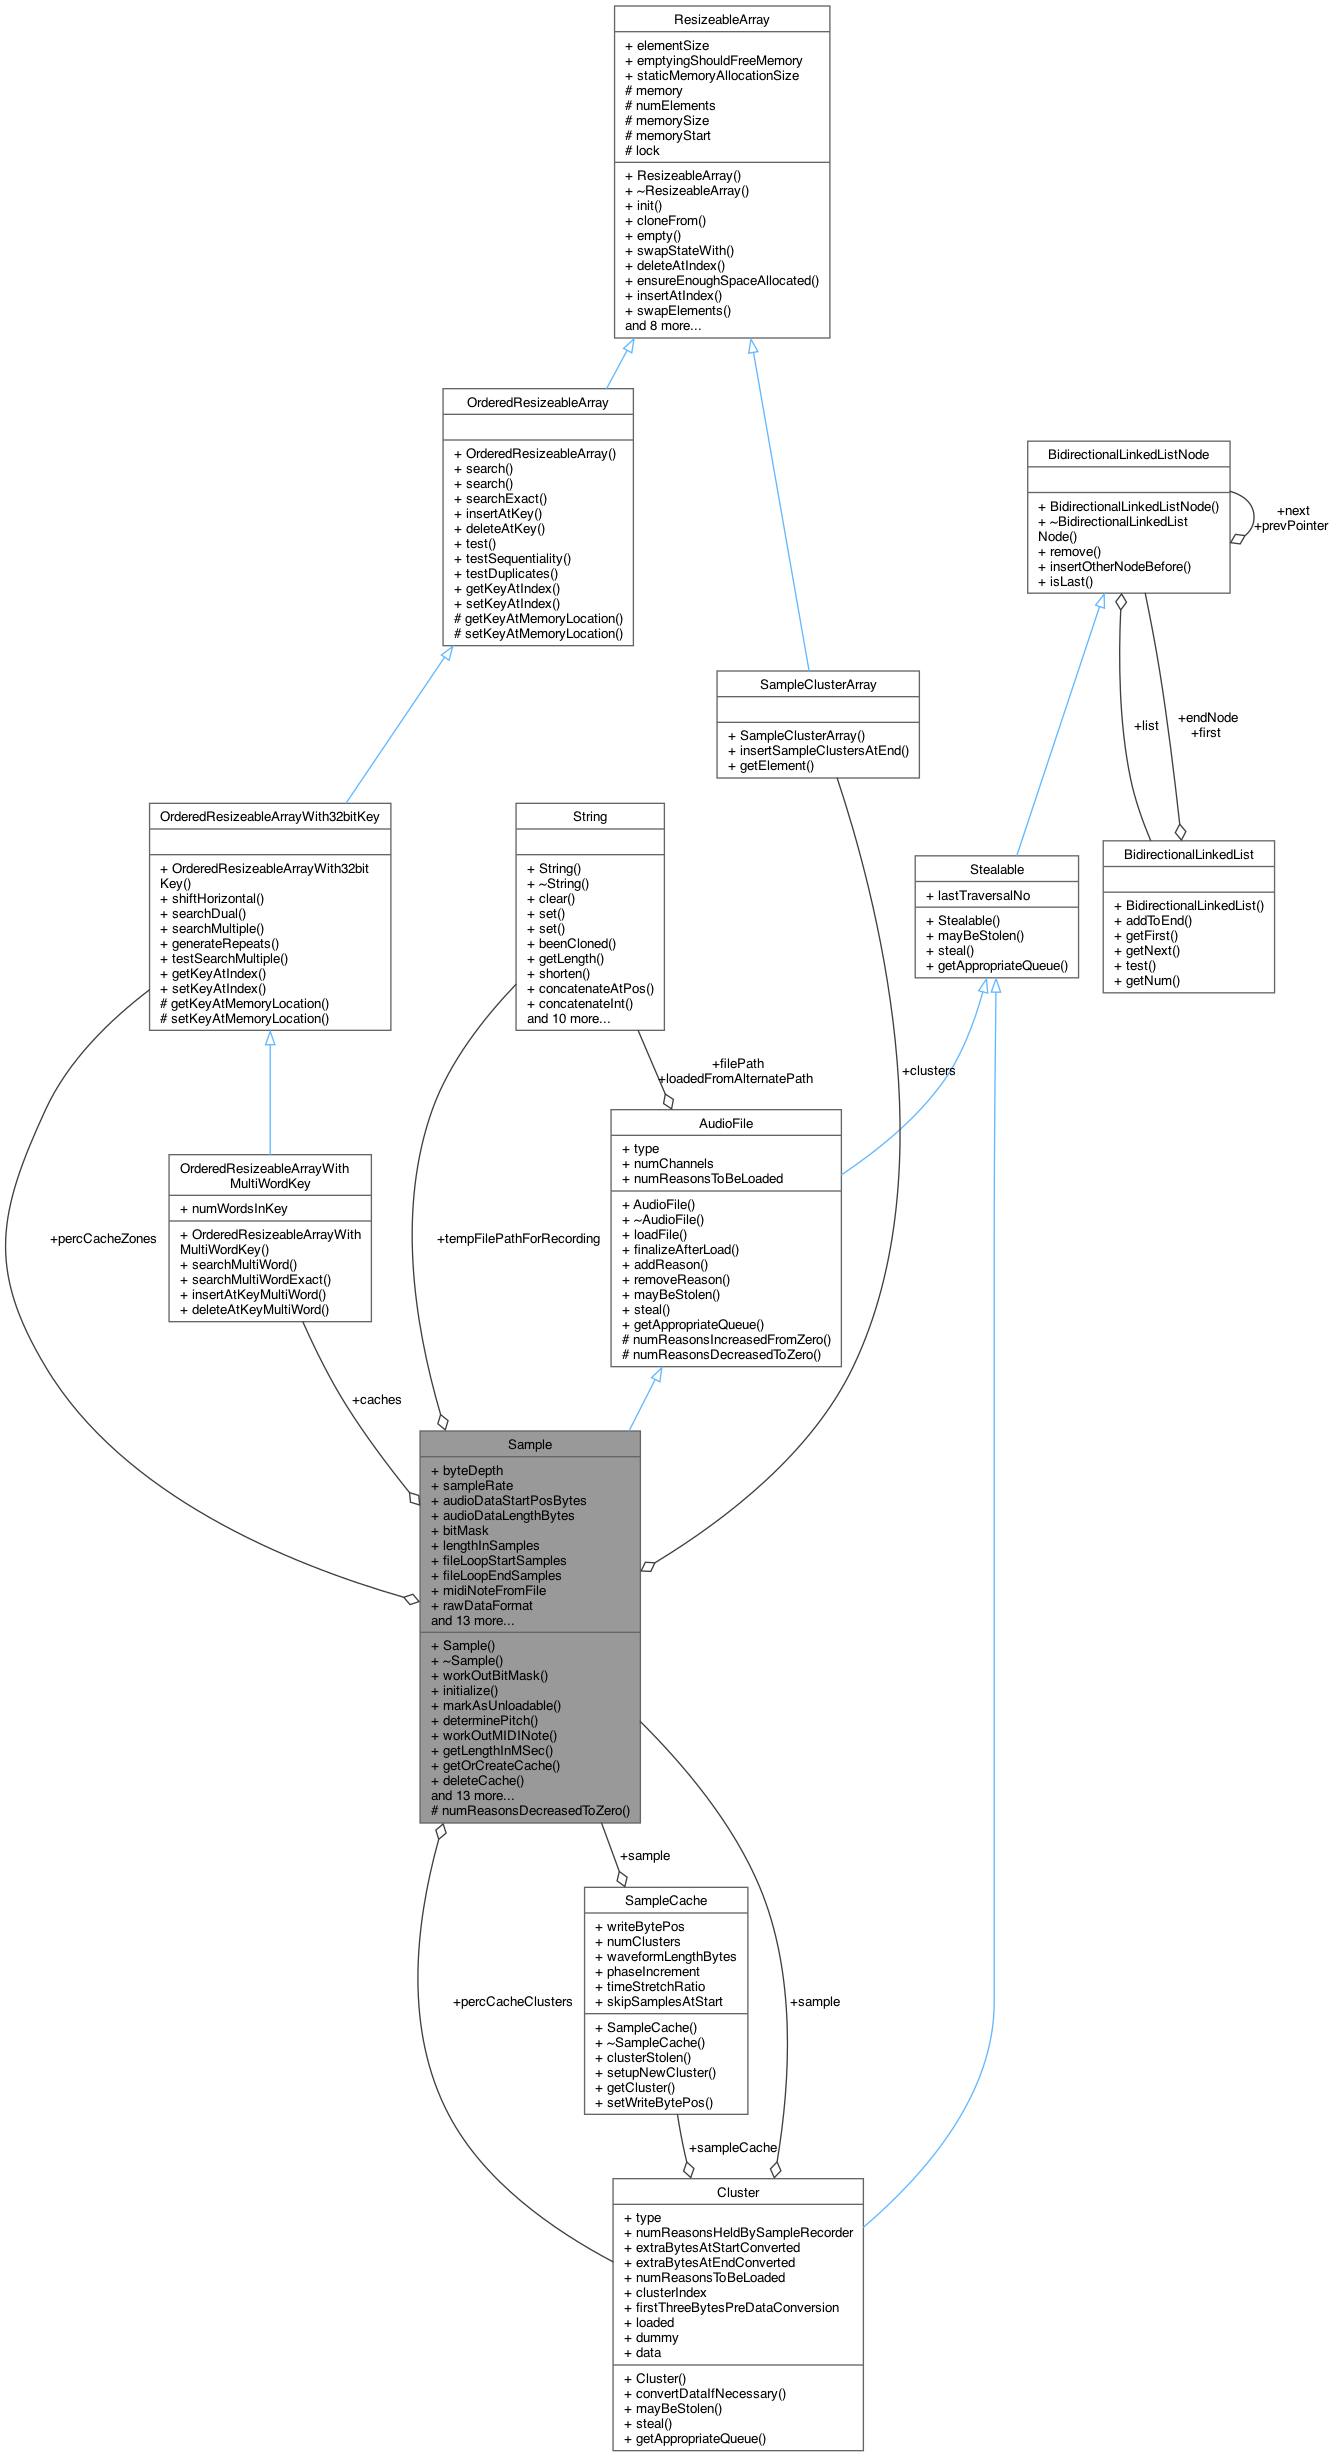 ResizeableArray
+ elementSize
+ emptyingShouldFreeMemory
+ staticMemoryAllocationSize
# memory
# numElements
# memorySize
# memoryStart
# lock
+ ResizeableArray()
+ ~ResizeableArray()
+ init()
+ cloneFrom()
+ empty()
+ swapStateWith()
+ deleteAtIndex()
+ ensureEnoughSpaceAllocated()
+ insertAtIndex()
+ swapElements()
and 8 more...
OrderedResizeableArray
+ OrderedResizeableArray()
+ search()
+ search()
+ searchExact()
+ insertAtKey()
+ deleteAtKey()
+ test()
+ testSequentiality()
+ testDuplicates()
+ getKeyAtIndex()
+ setKeyAtIndex()
# getKeyAtMemoryLocation()
# setKeyAtMemoryLocation()
BidirectionalLinkedListNode
+ BidirectionalLinkedListNode()
+ ~BidirectionalLinkedList
Node()
+ remove()
+ insertOtherNodeBefore()
+ isLast()
+next
+prevPointer
SampleClusterArray
+ SampleClusterArray()
+ insertSampleClustersAtEnd()
+ getElement()
+list
+endNode
+first
OrderedResizeableArrayWith32bitKey
+ OrderedResizeableArrayWith32bit
Key()
+ shiftHorizontal()
+ searchDual()
+ searchMultiple()
+ generateRepeats()
+ testSearchMultiple()
+ getKeyAtIndex()
+ setKeyAtIndex()
# getKeyAtMemoryLocation()
# setKeyAtMemoryLocation()
String
+ String()
+ ~String()
+ clear()
+ set()
+ set()
+ beenCloned()
+ getLength()
+ shorten()
+ concatenateAtPos()
+ concatenateInt()
and 10 more...
Stealable
+ lastTraversalNo
+ Stealable()
+ mayBeStolen()
+ steal()
+ getAppropriateQueue()
BidirectionalLinkedList
+ BidirectionalLinkedList()
+ addToEnd()
+ getFirst()
+ getNext()
+ test()
+ getNum()
+filePath
+loadedFromAlternatePath
+clusters
AudioFile
+ type
+ numChannels
+ numReasonsToBeLoaded
+ AudioFile()
+ ~AudioFile()
+ loadFile()
+ finalizeAfterLoad()
+ addReason()
+ removeReason()
+ mayBeStolen()
+ steal()
+ getAppropriateQueue()
# numReasonsIncreasedFromZero()
# numReasonsDecreasedToZero()
OrderedResizeableArrayWith
MultiWordKey
+ numWordsInKey
+ OrderedResizeableArrayWith
MultiWordKey()
+ searchMultiWord()
+ searchMultiWordExact()
+ insertAtKeyMultiWord()
+ deleteAtKeyMultiWord()
+percCacheZones
+tempFilePathForRecording
+caches
Sample
+ byteDepth
+ sampleRate
+ audioDataStartPosBytes
+ audioDataLengthBytes
+ bitMask
+ lengthInSamples
+ fileLoopStartSamples
+ fileLoopEndSamples
+ midiNoteFromFile
+ rawDataFormat
and 13 more...
+ Sample()
+ ~Sample()
+ workOutBitMask()
+ initialize()
+ markAsUnloadable()
+ determinePitch()
+ workOutMIDINote()
+ getLengthInMSec()
+ getOrCreateCache()
+ deleteCache()
and 13 more...
# numReasonsDecreasedToZero()
+sample
SampleCache
+ writeBytePos
+ numClusters
+ waveformLengthBytes
+ phaseIncrement
+ timeStretchRatio
+ skipSamplesAtStart
+ SampleCache()
+ ~SampleCache()
+ clusterStolen()
+ setupNewCluster()
+ getCluster()
+ setWriteBytePos()
+percCacheClusters
+sample
+sampleCache
Cluster
+ type
+ numReasonsHeldBySampleRecorder
+ extraBytesAtStartConverted
+ extraBytesAtEndConverted
+ numReasonsToBeLoaded
+ clusterIndex
+ firstThreeBytesPreDataConversion
+ loaded
+ dummy
+ data
+ Cluster()
+ convertDataIfNecessary()
+ mayBeStolen()
+ steal()
+ getAppropriateQueue()